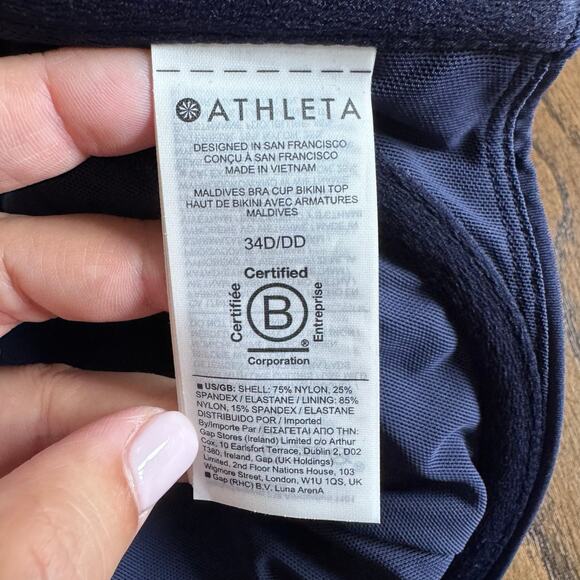 ATHLETA
DESIGNED IN SAN FRANCISCO
CONÇU À SAN FRANCISCO
MADE IN VIETNAM
MALDIVES BRA CUP BIKINI TOP
HAUT DE BIKINI AVEC ARMATURES
MALDIVES
34D/DD
Certified
Certifiée
B
®
Entreprise
Corporation
■ US/GB: SHELL: 75% NYLON, 25%
SPANDEX / ELASTANE / LINING: 85%
NYLON, 15% SPANDEX / ELASTANE
DISTRIBUTED FOR / Imported
By/Importe Par / ΕΙΣΑΓΕΤΑΙ ΑΠΟ ΤΗΝ:
Gap Stores (Ireland) Limited c/o Arthur
Cox, 10 Earlsfort Terrace, Dublin 2, D02
T380, Ireland, Gap (UK Holdings)
Limited, 2nd Floor Nations House, 103
Wigmore Street, London, W1U 1QS, UK
■ Gap (RHC) B.V. Luna ArenA